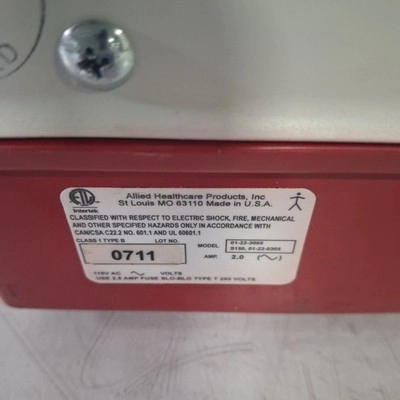 Intertek
Allied Healthcare Products, Inc
St Louis MO 63110 Made in U.S.A.
CLASSIFIED WITH RESPECT TO ELECTRIC SHOCK, FIRE, MECHANICAL
AND OTHER SPECIFIED HAZARDS ONLY IN ACCORDANCE WITH
CAN/CSA C22.2 NO. 601.1 AND UL 60601.1
CLASS 1 TYPE B LOT NO.
0711
MODEL
AMP. 2.0
115V AC VOLTS